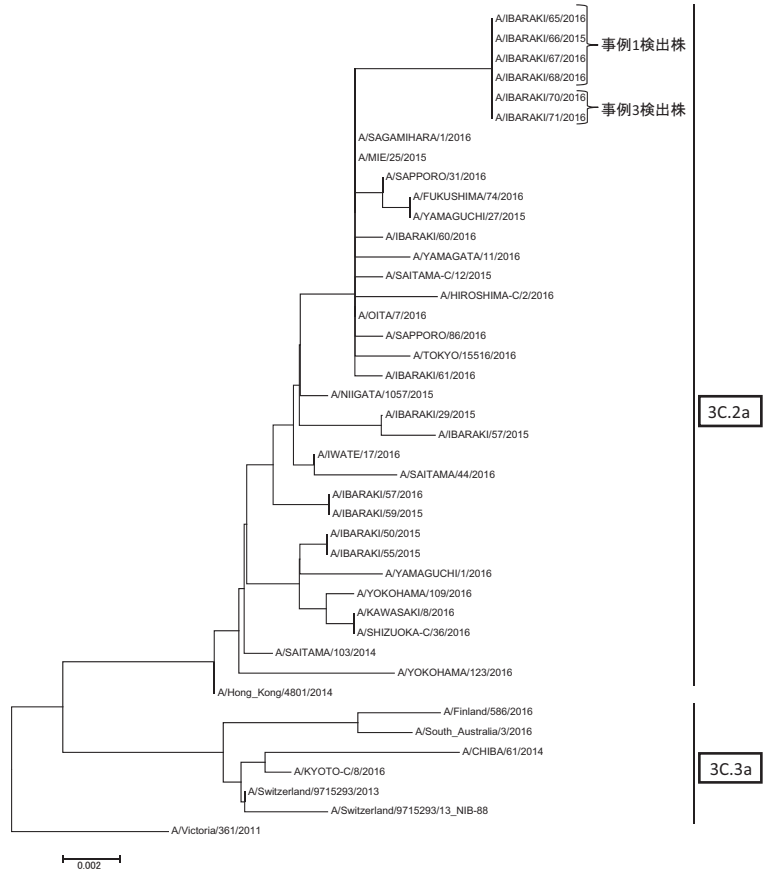 A/IBARAKI/65/2016
A/IBARAKI/66/2015
事例1検出株
A/IBARAKI/67/2016
A/IBARAKI/68/2016
A/IBARAKI/70/2016
事例3検出株
A/IBARAKI/71/2016
A/SAGAMIHARA/1/2016
A/MIE/25/2015
A/SAPPORO/31/2016
A/FUKUSHIMA/74/2016
A/YAMAGUCHI/27/2015
A/IBARAKI/60/2016
A/YAMAGATA/11/2016
A/SAITAMA-C/12/2015
A/HIROSHIMA-C/2/2016
A/OITA/7/2016
A/SAPPORO/86/2016
A/TOKYO/15516/2016
A/IBARAKI/61/2016
A/NIIGATA/1057/2015
3C.2a
A/IBARAKI/29/2015
A/IBARAKI/57/2015
A/IWATE/17/2016
A/SAITAMA/44/2016
A/IBARAKI/57/2016
A/IBARAKI/59/2015
A/IBARAKI/50/2015
A/IBARAKI/55/2015
A/YAMAGUCHI/1/2016
A/YOKOHAMA/109/2016
A/KAWASAKI/8/2016
A/SHIZUOKA-C/36/2016
A/SAITAMA/103/2014
A/YOKOHAMA/123/2016
A/Hong_Kong/4801/2014
A/Finland/586/2016
A/South_Australia/3/2016
A/CHIBA/61/2014
3C.3a
A/KYOTO-C/8/2016
A/Switzerland/9715293/2013
A/Switzerland/9715293/13_NIB-88
A/Victoria/361/2011
0.002